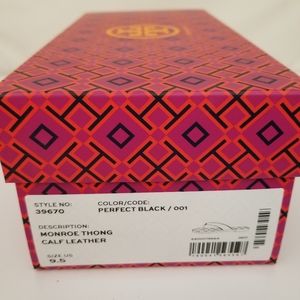 STYLE NO:
39670
COLOR/CODE:
PERFECT BLACK / 001
DESCRIPTION:
MONROE THONG
CALF LEATHER
SIZE US
9.5